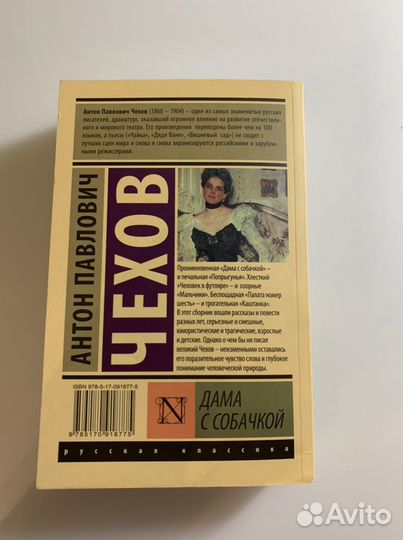 Антон Павлович Чехов (1860 — 1904) — один из самых знаменитых русских
писателей, драматург, оказавший огромное влияние на развитие отечествен-
ного и мирового театра. Его произведения переведены более чем на 100
языков, а пьесы («Чайка», «Дядя Ваня», «Вишневый сад») не сходят с
лучших сцен мира и снова и снова экранизируются российскими и зарубеж-
ными режиссерами.
АНТОН ПАВЛОВИЧ
ЧЕХОВ
Проникновенная «Дама с собачкой» —
и печальная «Попрыгунья». Хлесткий
«Человек в футляре» — и озорные
«Мальчики». Беспощадная «Палата номер
шесть» — и трогательная «Каштанка».
В этот сборник вошли рассказы и повести
разных лет, серьезные и смешные,
юмористические и трагические, взрослые
и детские. Однако о чем бы ни писал
великий Чехов — неизменными оставались
его поразительное чувство слова и глубокое
понимание человеческой природы.
ISBN 978-5-17-091877-5
9 785170 918775
N
ДАМА
С СОБАЧКОЙ
русская классика
Avito